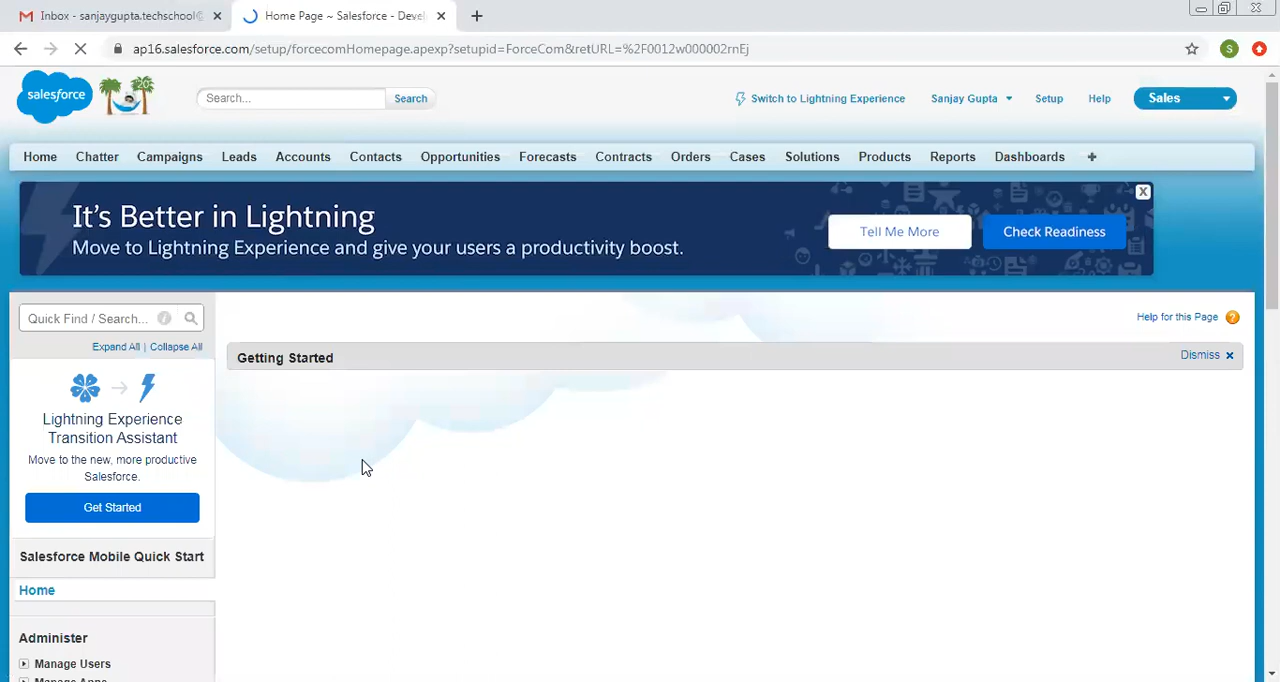 Inbox - sanjaygupta.techschool@
Home Page ~ Salesforce - Devel
ap16.salesforce.com/setup/forcecomHomepage.apexp?setupid=ForceCom&retURL=%2F0012w000002rnEj
S
salesforce
Search...
Search
Switch to Lightning Experience
Sanjay Gupta
Setup
Help
Sales
Home
Chatter
Campaigns
Leads
Accounts
Contacts
Opportunities
Forecasts
Contracts
Orders
Cases
Solutions
Products
Reports
Dashboards
It's Better in Lightning
Move to Lightning Experience and give your users a productivity boost.
Tell Me More
Check Readiness
X
Quick Find / Search...
Expand All | Collapse All
Help for this Page
Getting Started
Dismiss
Lightning Experience
Transition Assistant
Move to the new, more productive
Salesforce.
Get Started
Salesforce Mobile Quick Start
Home
Administer
Manage Users
Manage Apps